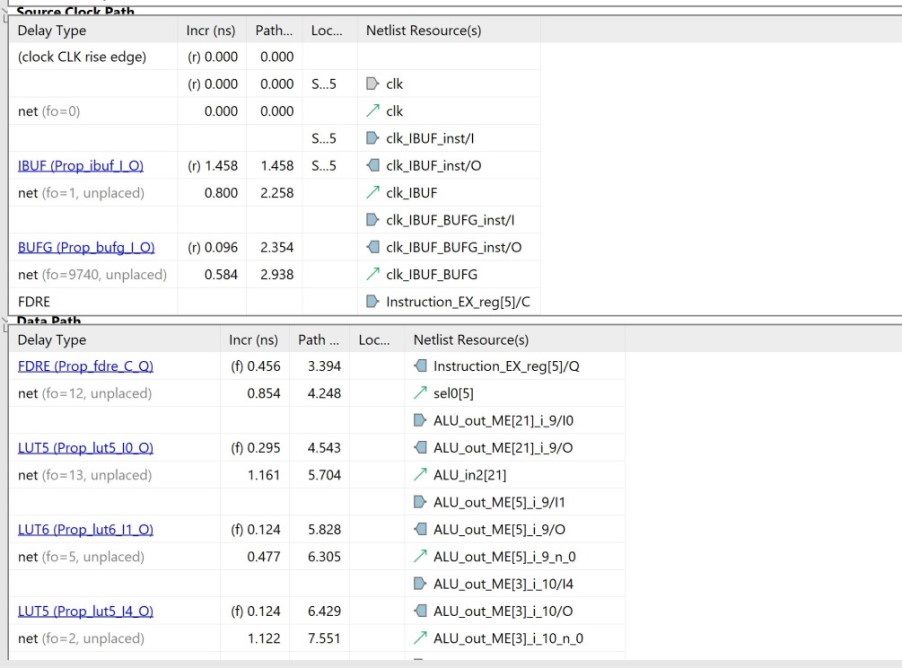 Source Clock Path
Delay Type Incr (ns) Path... Loc... Netlist Resource(s)
(clock CLK rise edge) (r) 0.000 0.000
(r) 0.000 0.000 S...5 clk
net (fo=0) 0.000 0.000 clk
S...5 clk_IBUF_inst/I
IBUF (Prop_ibuf_I_O) (r) 1.458 1.458 S...5 clk_IBUF_inst/O
net (fo=1, unplaced) 0.800 2.258 clk_IBUF
clk_IBUF_BUFG_inst/I
BUFG (Prop_bufg_I_O) (r) 0.096 2.354 clk_IBUF_BUFG_inst/O
net (fo=9740, unplaced) 0.584 2.938 clk_IBUF_BUFG
FDRE Instruction_EX_reg[5]/C
Data Path
Delay Type Incr (ns) Path ... Loc... Netlist Resource(s)
FDRE (Prop_fdre_C_Q) (f) 0.456 3.394 Instruction_EX_reg[5]/Q
net (fo=12, unplaced) 0.854 4.248 sel0[5]
ALU_out_ME[21]_i_9/I0
LUT5 (Prop_lut5_I0_O) (f) 0.295 4.543 ALU_out_ME[21]_i_9/O
net (fo=13, unplaced) 1.161 5.704 ALU_in2[21]
ALU_out_ME[5]_i_9/I1
LUT6 (Prop_lut6_I1_O) (f) 0.124 5.828 ALU_out_ME[5]_i_9/O
net (fo=5, unplaced) 0.477 6.305 ALU_out_ME[5]_i_9_n_0
ALU_out_ME[3]_i_10/I4
LUT5 (Prop_lut5_I4_O) (f) 0.124 6.429 ALU_out_ME[3]_i_10/O
net (fo=2, unplaced) 1.122 7.551 ALU_out_ME[3]_i_10_n_0